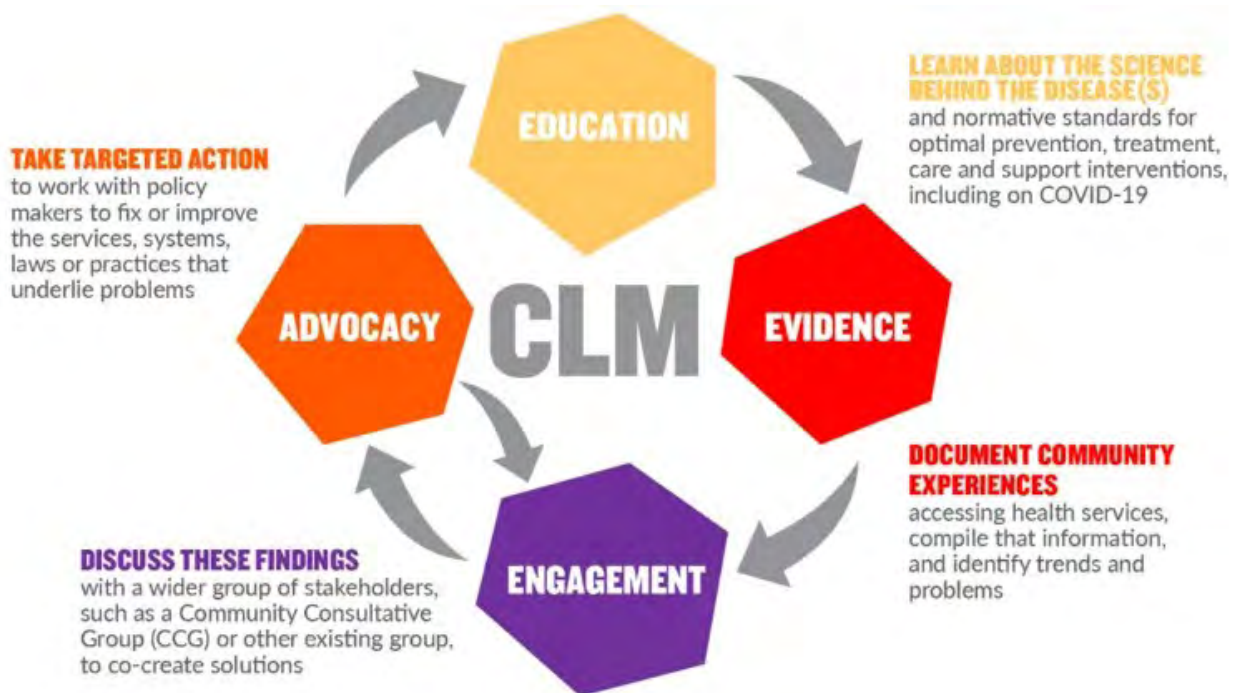 EDUCATION
LEARN ABOUT THE SCIENCE
BEHIND THE DISEASE(S)
and normative standards for
optimal prevention, treatment,
care and support interventions,
including on COVID-19
TAKE TARGETED ACTION
to work with policy
makers to fix or improve
the services, systems,
laws or practices that
underlie problems
ADVOCACY
CLM
EVIDENCE
DOCUMENT COMMUNITY
EXPERIENCES
accessing health services,
compile that information,
and identify trends and
problems
DISCUSS THESE FINDINGS
with a wider group of stakeholders,
such as a Community Consultative
Group (CCG) or other existing group,
to co-create solutions
ENGAGEMENT